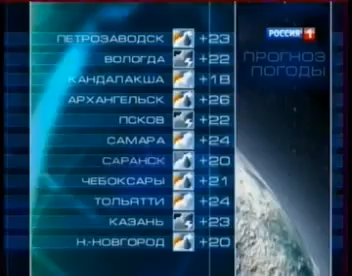 РОССИЯ 1
ПРОГНОЗ
ПОГОДЫ
ПЕТРОЗАВОДСК +23
ВОЛОГДА +22
КАНДАЛАКША +18
АРХАНГЕЛЬСК +26
ПСКОВ +22
САМАРА +24
САРАНСК +20
ЧЕБОКСАРЫ +21
ТОЛЬЯТТИ +24
КАЗАНЬ +23
Н.-НОВГОРОД +20